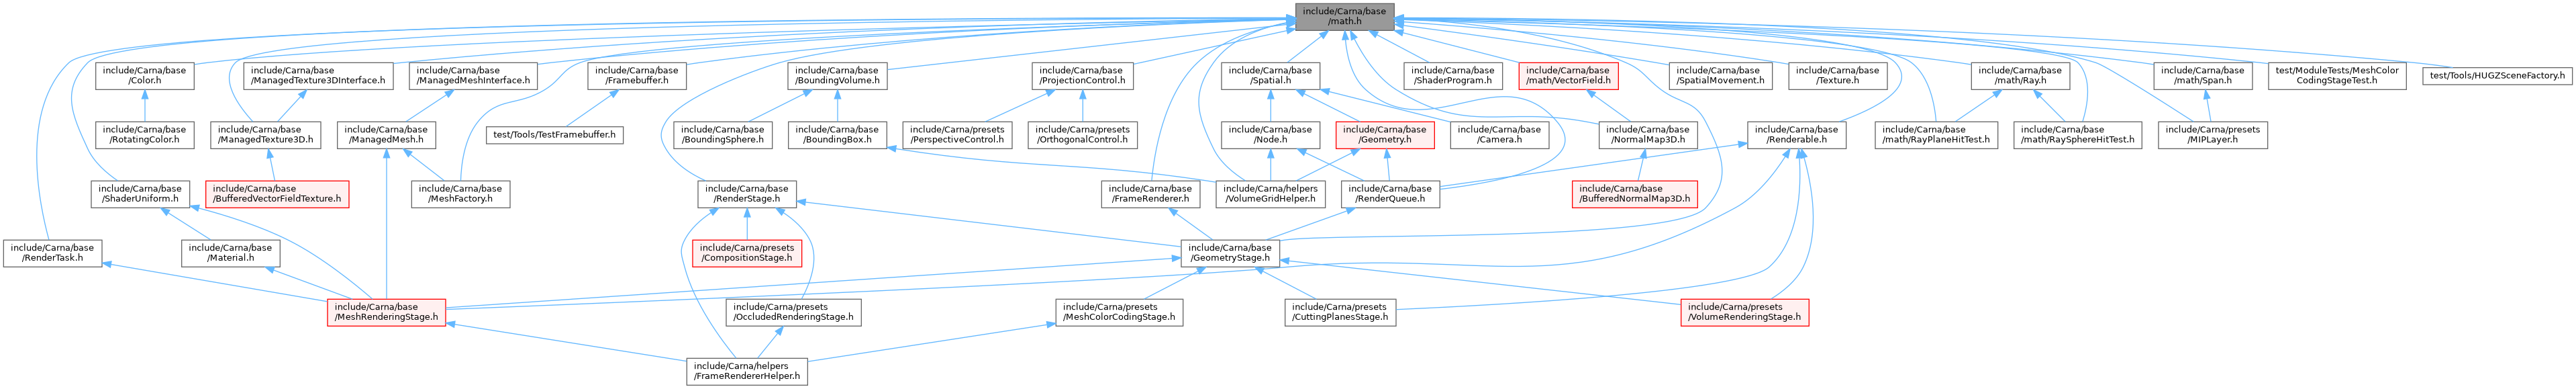 include/Carna/base
/math.h
include/Carna/base
/Color.h
include/Carna/base
/ManagedTexture3DInterface.h
include/Carna/base
/ManagedMeshInterface.h
include/Carna/base
/Framebuffer.h
include/Carna/base
/BoundingVolume.h
include/Carna/base
/ProjectionControl.h
include/Carna/base
/Spatial.h
include/Carna/base
/ShaderProgram.h
include/Carna/base
/math/VectorField.h
include/Carna/base
/SpatialMovement.h
include/Carna/base
/Texture.h
include/Carna/base
/math/Ray.h
include/Carna/base
/math/Span.h
test/ModuleTests/MeshColor
CodingStageTest.h
test/Tools/HUGZSceneFactory.h
include/Carna/base
/RotatingColor.h
include/Carna/base
/ManagedTexture3D.h
include/Carna/base
/ManagedMesh.h
test/Tools/TestFramebuffer.h
include/Carna/base
/BoundingSphere.h
include/Carna/base
/BoundingBox.h
include/Carna/presets
/PerspectiveControl.h
include/Carna/presets
/OrthogonalControl.h
include/Carna/base
/Node.h
include/Carna/base
/Geometry.h
include/Carna/base
/Camera.h
include/Carna/base
/NormalMap3D.h
include/Carna/base
/Renderable.h
include/Carna/base
/math/RayPlaneHitTest.h
include/Carna/base
/math/RaySphereHitTest.h
include/Carna/presets
/MIPLayer.h
include/Carna/base
/ShaderUniform.h
include/Carna/base
/BufferedVectorFieldTexture.h
include/Carna/base
/MeshFactory.h
include/Carna/base
/RenderStage.h
include/Carna/base
/FrameRenderer.h
include/Carna/helpers
/VolumeGridHelper.h
include/Carna/base
/RenderQueue.h
include/Carna/base
/BufferedNormalMap3D.h
include/Carna/base
/RenderTask.h
include/Carna/base
/Material.h
include/Carna/presets
/CompositionStage.h
include/Carna/base
/GeometryStage.h
include/Carna/base
/MeshRenderingStage.h
include/Carna/presets
/OccludedRenderingStage.h
include/Carna/presets
/MeshColorCodingStage.h
include/Carna/presets
/CuttingPlanesStage.h
include/Carna/presets
/VolumeRenderingStage.h
include/Carna/helpers
/FrameRendererHelper.h